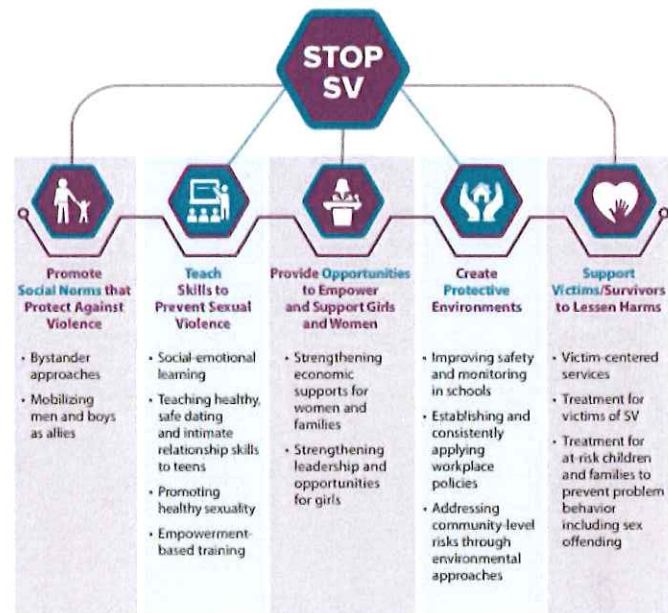 STOP
SV
Promote
Social Norms that
Protect Against
Violence
• Bystander
approaches
• Mobilizing
men and boys
as allies
Teach
Skills to
Prevent Sexual
Violence
• Social-emotional
learning
• Teaching healthy,
safe dating
and intimate
relationship skills
to teens
• Promoting
healthy sexuality
• Empowerment-
based training
Provide Opportunities
to Empower
and Support Girls
and Women
• Strengthening
economic
supports for
women and
families
• Strengthening
leadership and
opportunities
for girls
Create
Protective
Environments
• Improving safety
and monitoring
in schools
• Establishing and
consistently
applying
workplace
policies
• Addressing
community-level
risks through
environmental
approaches
Support
Victims/Survivors
to Lessen Harms
• Victim-centered
services
• Treatment for
victims of SV
• Treatment for
at-risk children
and families to
prevent problem
behavior
including sex
offending